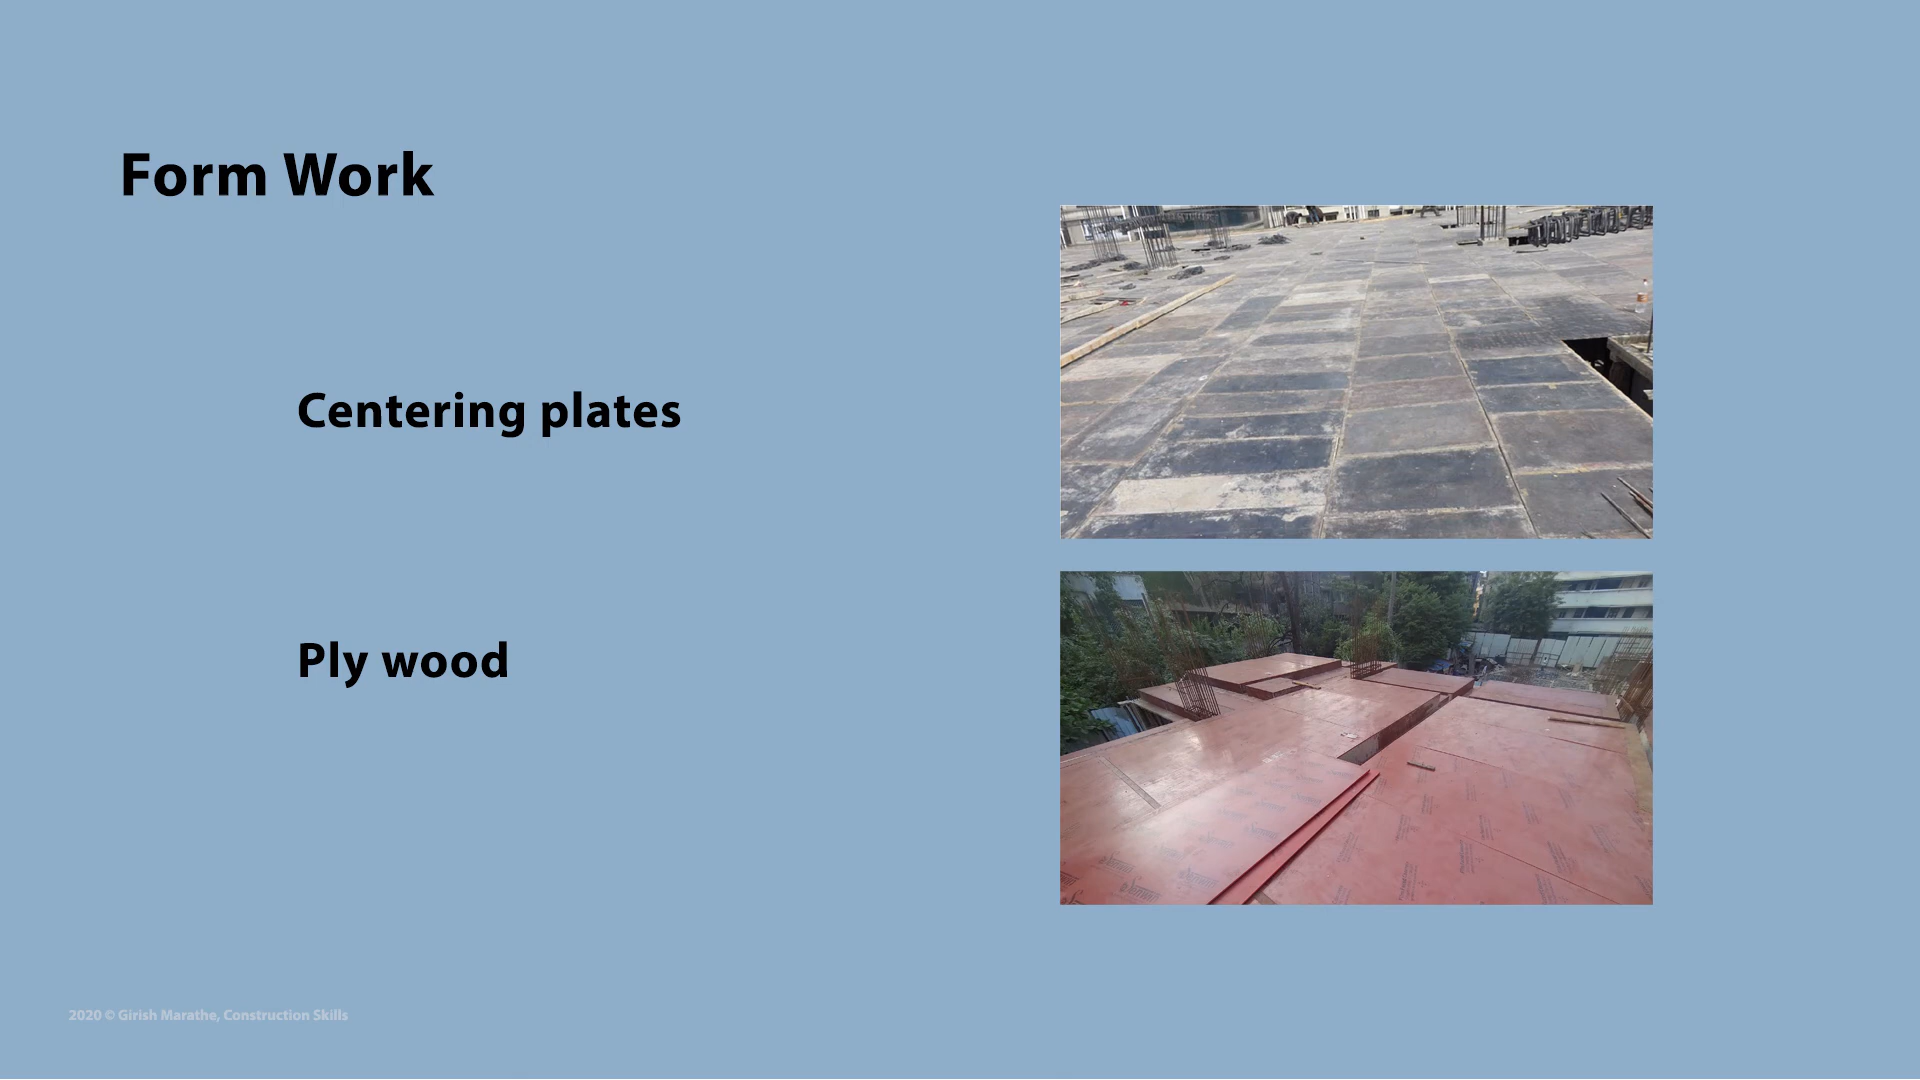 Form Work
Centering plates
Ply wood
2020 © Girish Marathe, Construction Skills